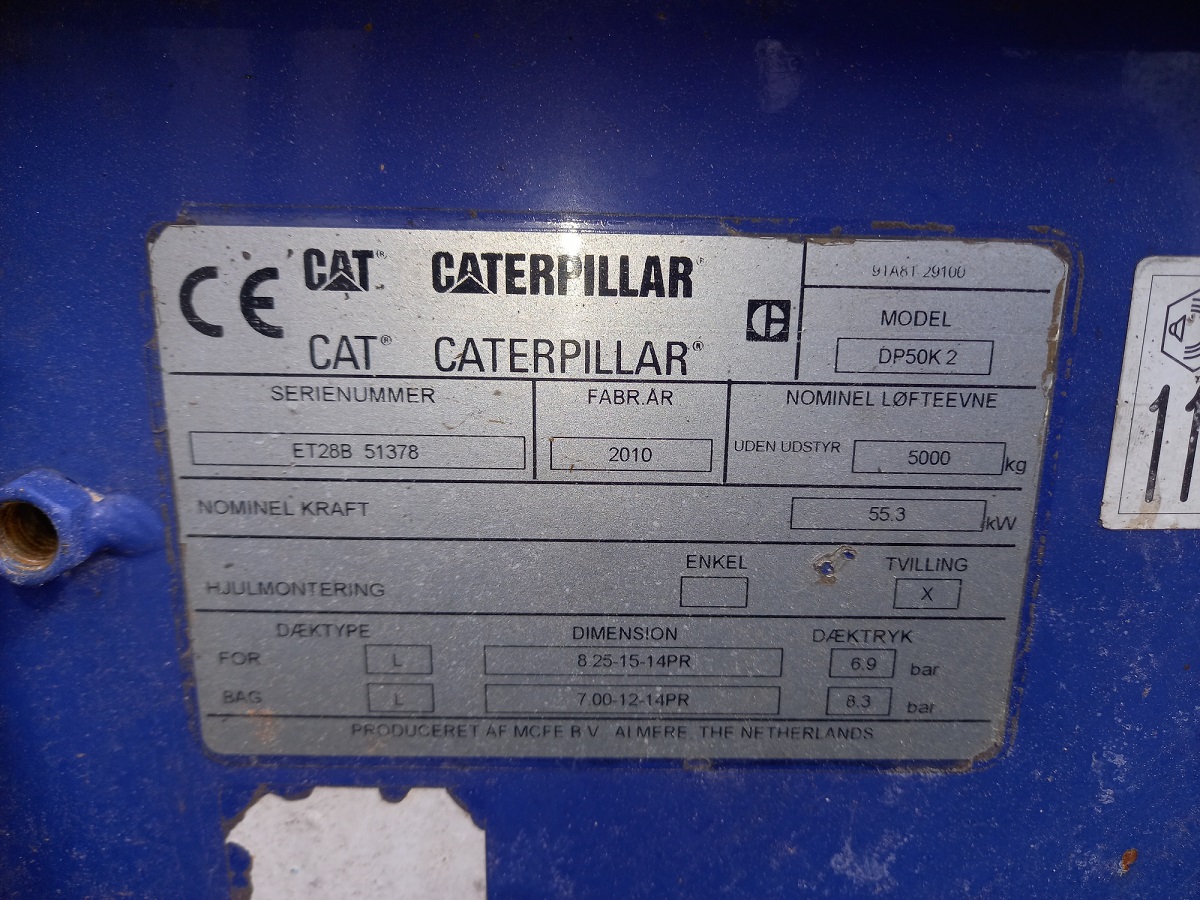 CE CAT® CATERPILLAR®
CAT® CATERPILLAR®
91A81 29100
MODEL
DP50K 2
SERIENUMMER
ET28B 51378
FABR.ÅR
2010
NOMINEL LØFTEEVNE
UDEN UDSTYR 5000 kg
NOMINEL KRAFT 55.3 kW
ENKEL TVILLING
HJULMONTERING X
DÆKTYPE DIMENSION DÆKTRYK
FOR L 8.25-15-14PR 6.9 bar
BAG L 7.00-12-14PR 8.3 bar
PRODUCERET AF MCFE B.V. ALMERE, THE NETHERLANDS
11